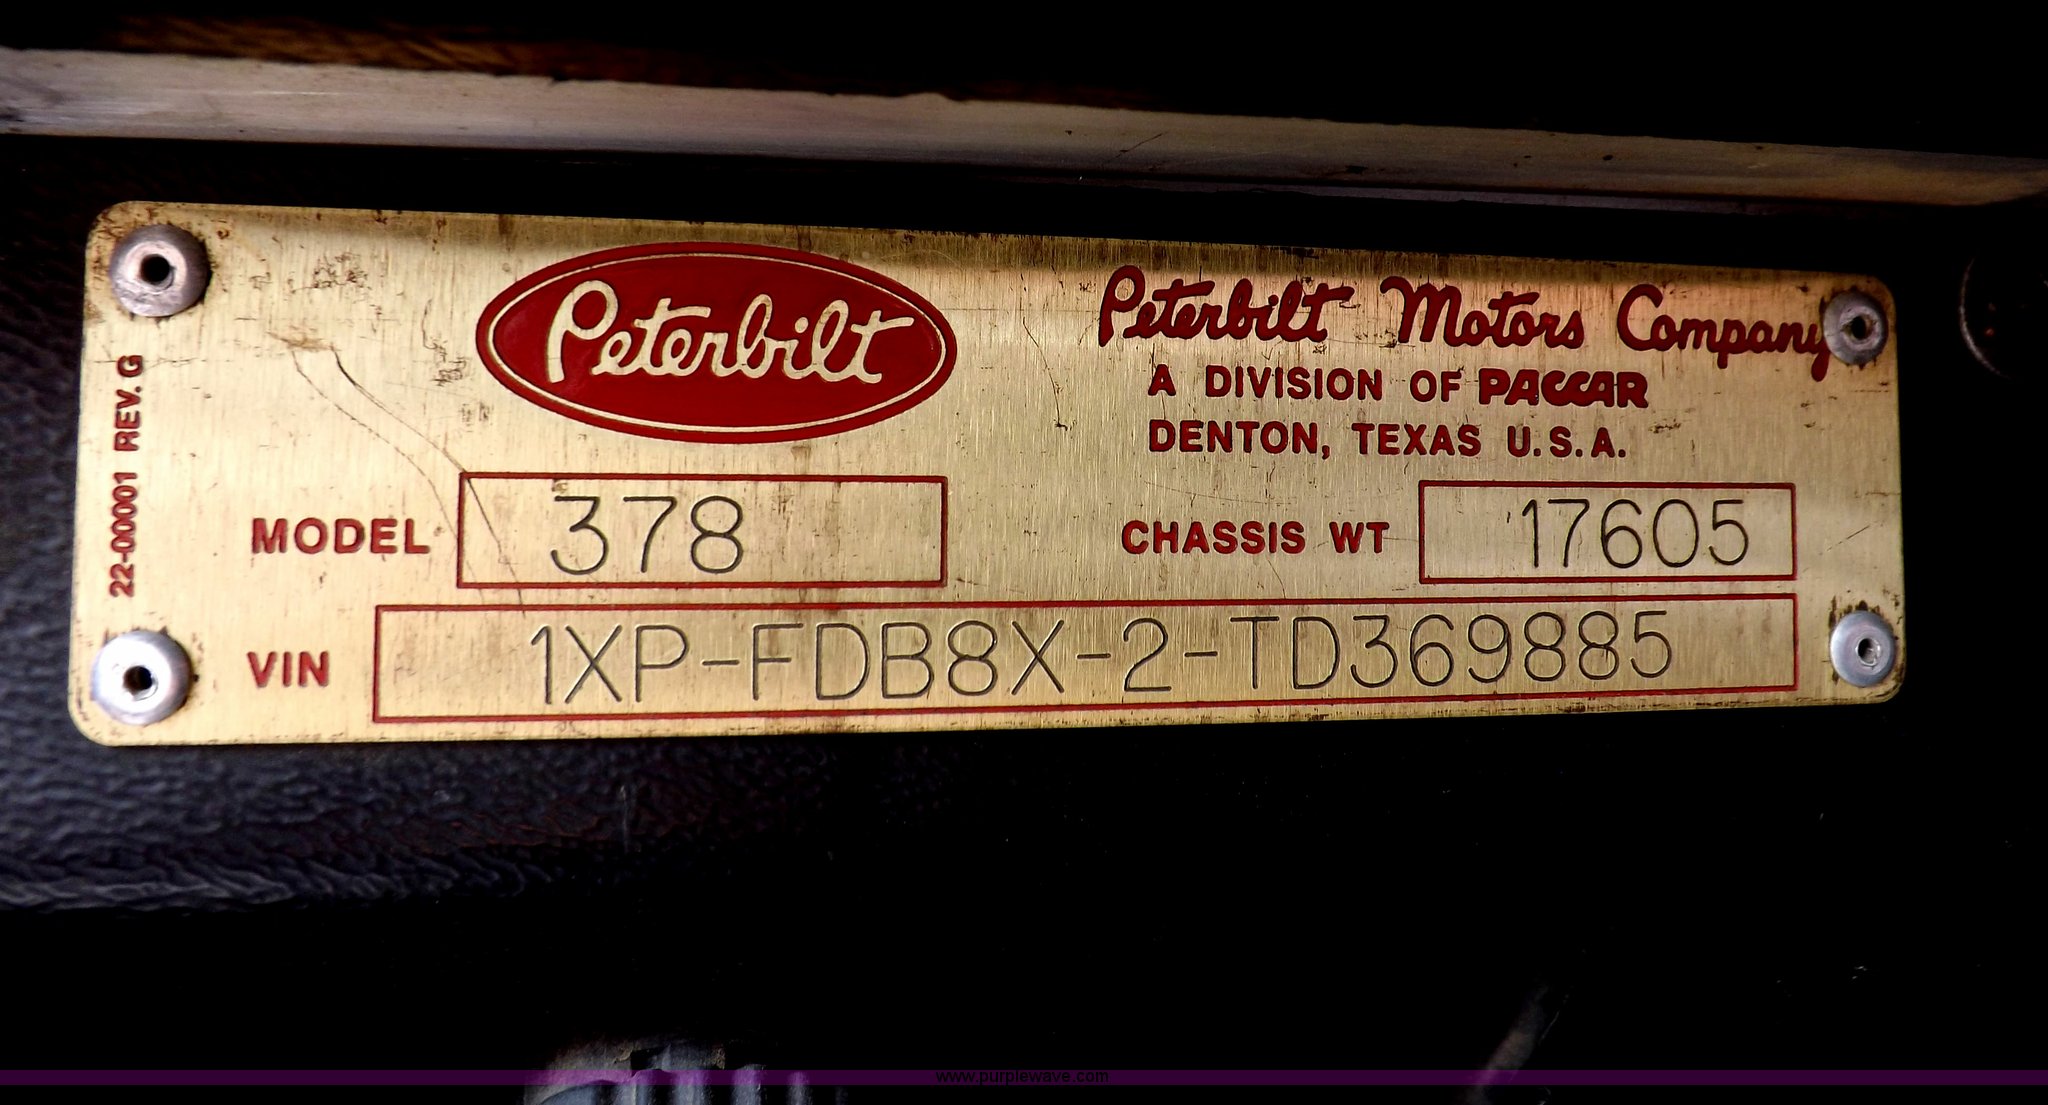 Peterbilt
Peterbilt Motors Company
A DIVISION OF PACCAR
DENTON, TEXAS U.S.A.
22-00001 REV. G
MODEL 378
CHASSIS WT 17605
VIN 1XP-FDB8X-2-TD369885
www.purplewave.com